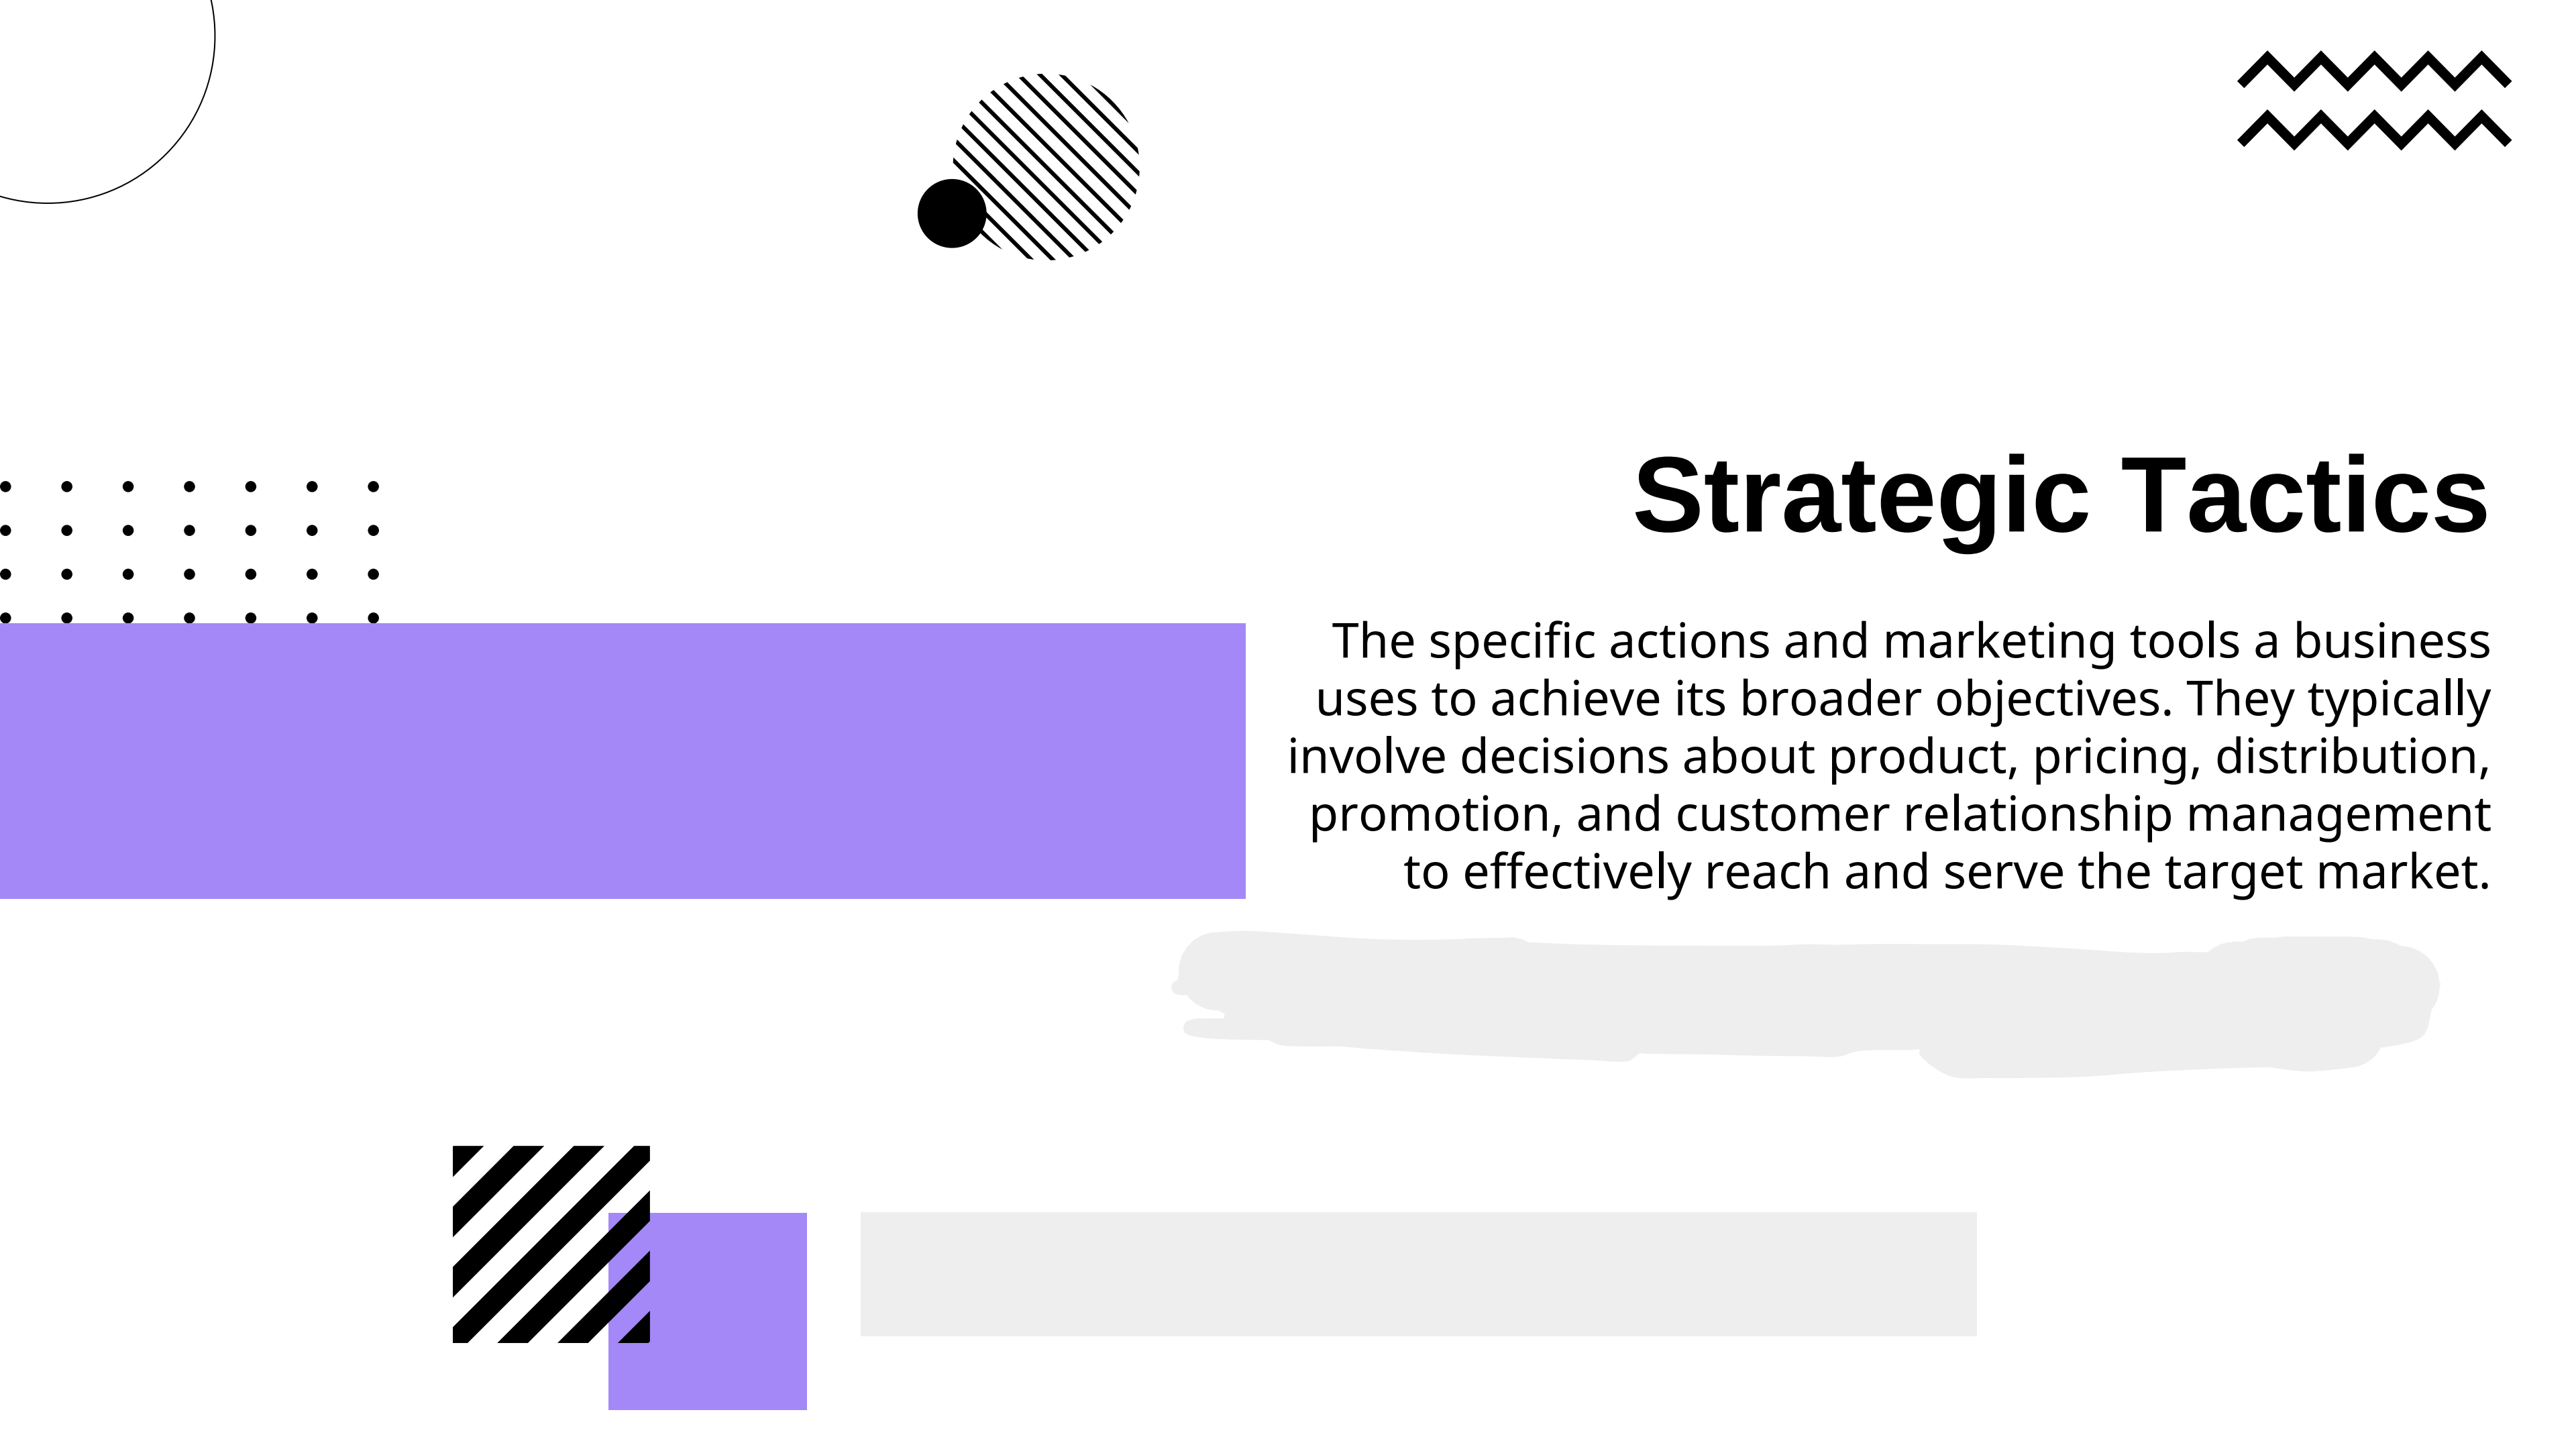 Strategic Tactics
The specific actions and marketing tools a business
uses to achieve its broader objectives. They typically
involve decisions about product, pricing, distribution,
promotion, and customer relationship management
to effectively reach and serve the target market.